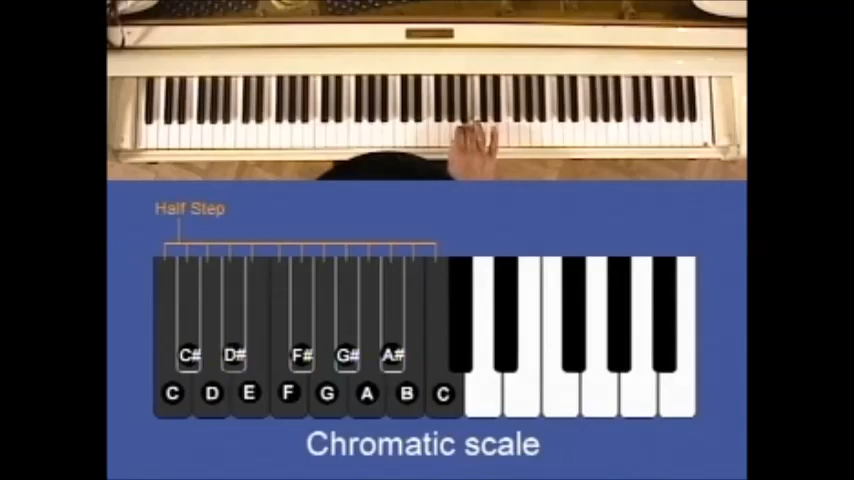 Half Step
C# D# F# G# A#
C D E F G A B C
Chromatic scale